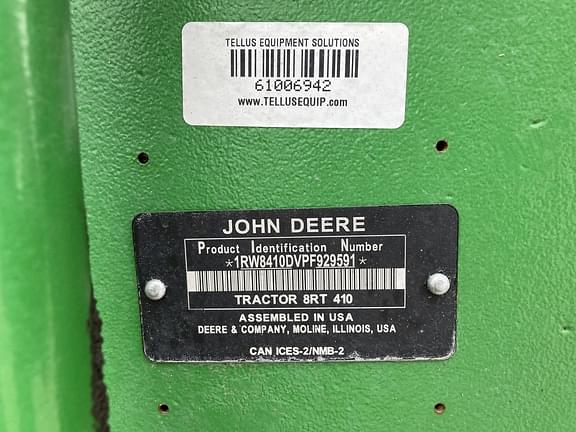 TELLUS EQUIPMENT SOLUTIONS
61006942
www.TELLUSEQUIP.com
JOHN DEERE
Product Identification Number
*1RW8410DVPF929591*
TRACTOR 8RT 410
ASSEMBLED IN USA
DEERE & COMPANY, MOLINE, ILLINOIS, USA
CAN ICES-2/NMB-2